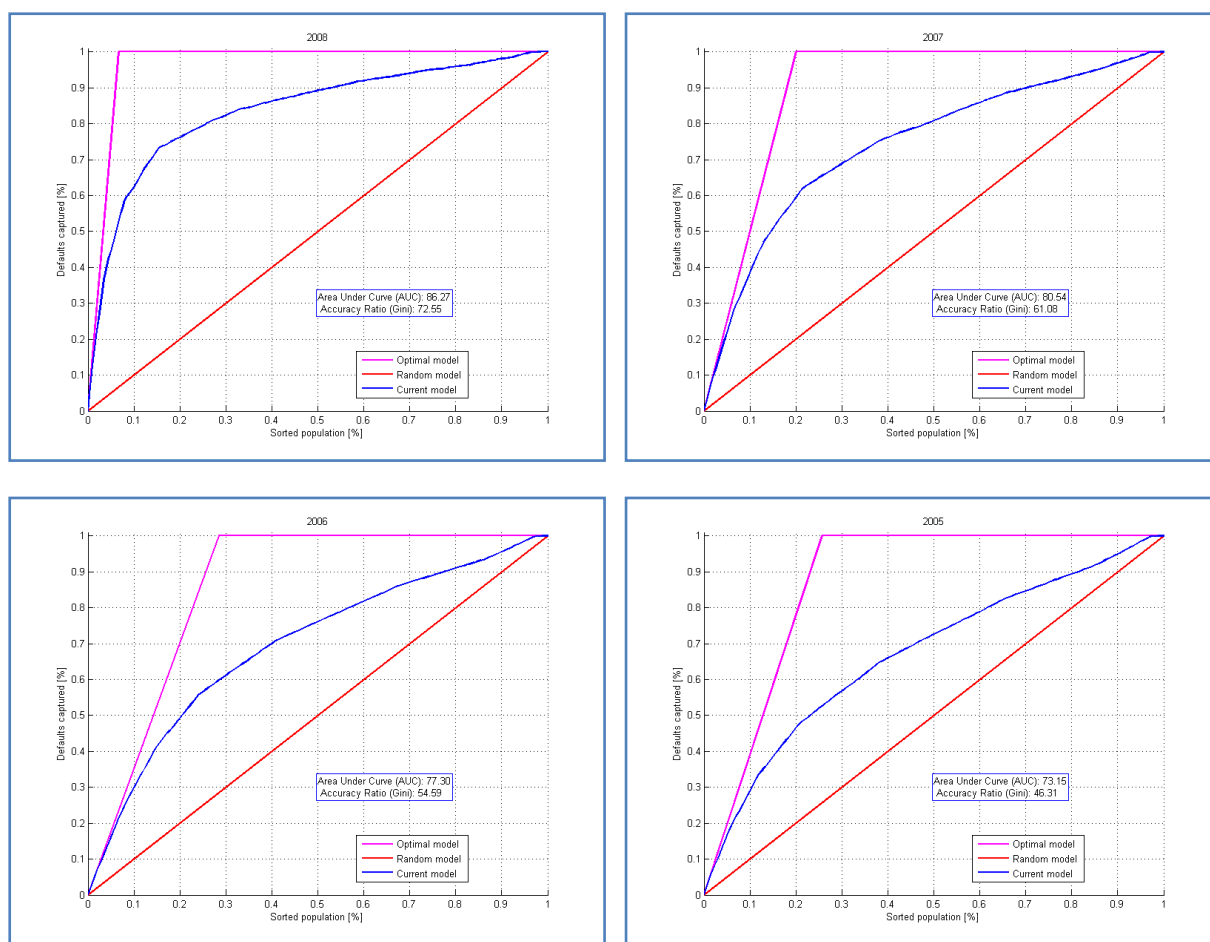 2008
1
0.9
0.8
0.7
0.6
0.5
0.4
0.3
0.2
0.1
0
Defaults captured [%]
Area Under Curve (AUC): 86.27
Accuracy Ratio (Gini): 72.55
Optimal model
Random model
Current model
0 0.1 0.2 0.3 0.4 0.5 0.6 0.7 0.8 0.9 1
Sorted population [%]
2007
1
0.9
0.8
0.7
0.6
0.5
0.4
0.3
0.2
0.1
0
Defaults captured [%]
Area Under Curve (AUC): 80.54
Accuracy Ratio (Gini): 61.08
Optimal model
Random model
Current model
0 0.1 0.2 0.3 0.4 0.5 0.6 0.7 0.8 0.9 1
Sorted population [%]
2006
1
0.9
0.8
0.7
0.6
0.5
0.4
0.3
0.2
0.1
0
Defaults captured [%]
Area Under Curve (AUC): 77.30
Accuracy Ratio (Gini): 54.59
Optimal model
Random model
Current model
0 0.1 0.2 0.3 0.4 0.5 0.6 0.7 0.8 0.9 1
Sorted population [%]
2005
1
0.9
0.8
0.7
0.6
0.5
0.4
0.3
0.2
0.1
0
Defaults captured [%]
Area Under Curve (AUC): 73.15
Accuracy Ratio (Gini): 46.31
Optimal model
Random model
Current model
0 0.1 0.2 0.3 0.4 0.5 0.6 0.7 0.8 0.9 1
Sorted population [%]